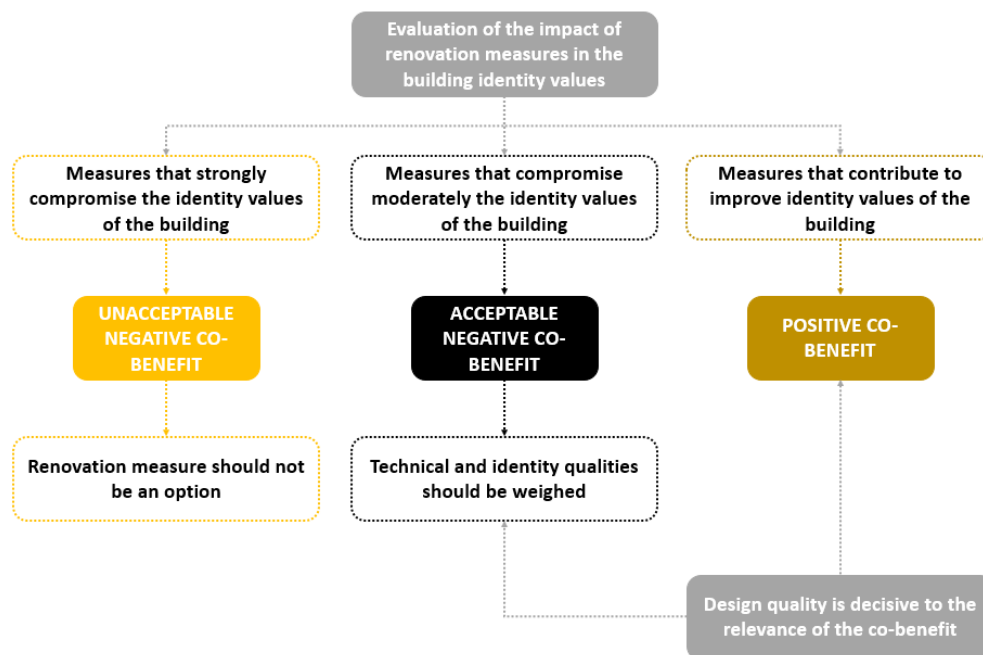 Evaluation of the impact of
renovation measures in the
building identity values
Measures that strongly
compromise the identity values
of the building
Measures that compromise
moderately the identity values
of the building
Measures that contribute to
improve identity values of the
building
UNACCEPTABLE
NEGATIVE CO-
BENEFIT
ACCEPTABLE
NEGATIVE CO-
BENEFIT
POSITIVE CO-
BENEFIT
Renovation measure should not
be an option
Technical and identity qualities
should be weighed
Design quality is decisive to the
relevance of the co-benefit